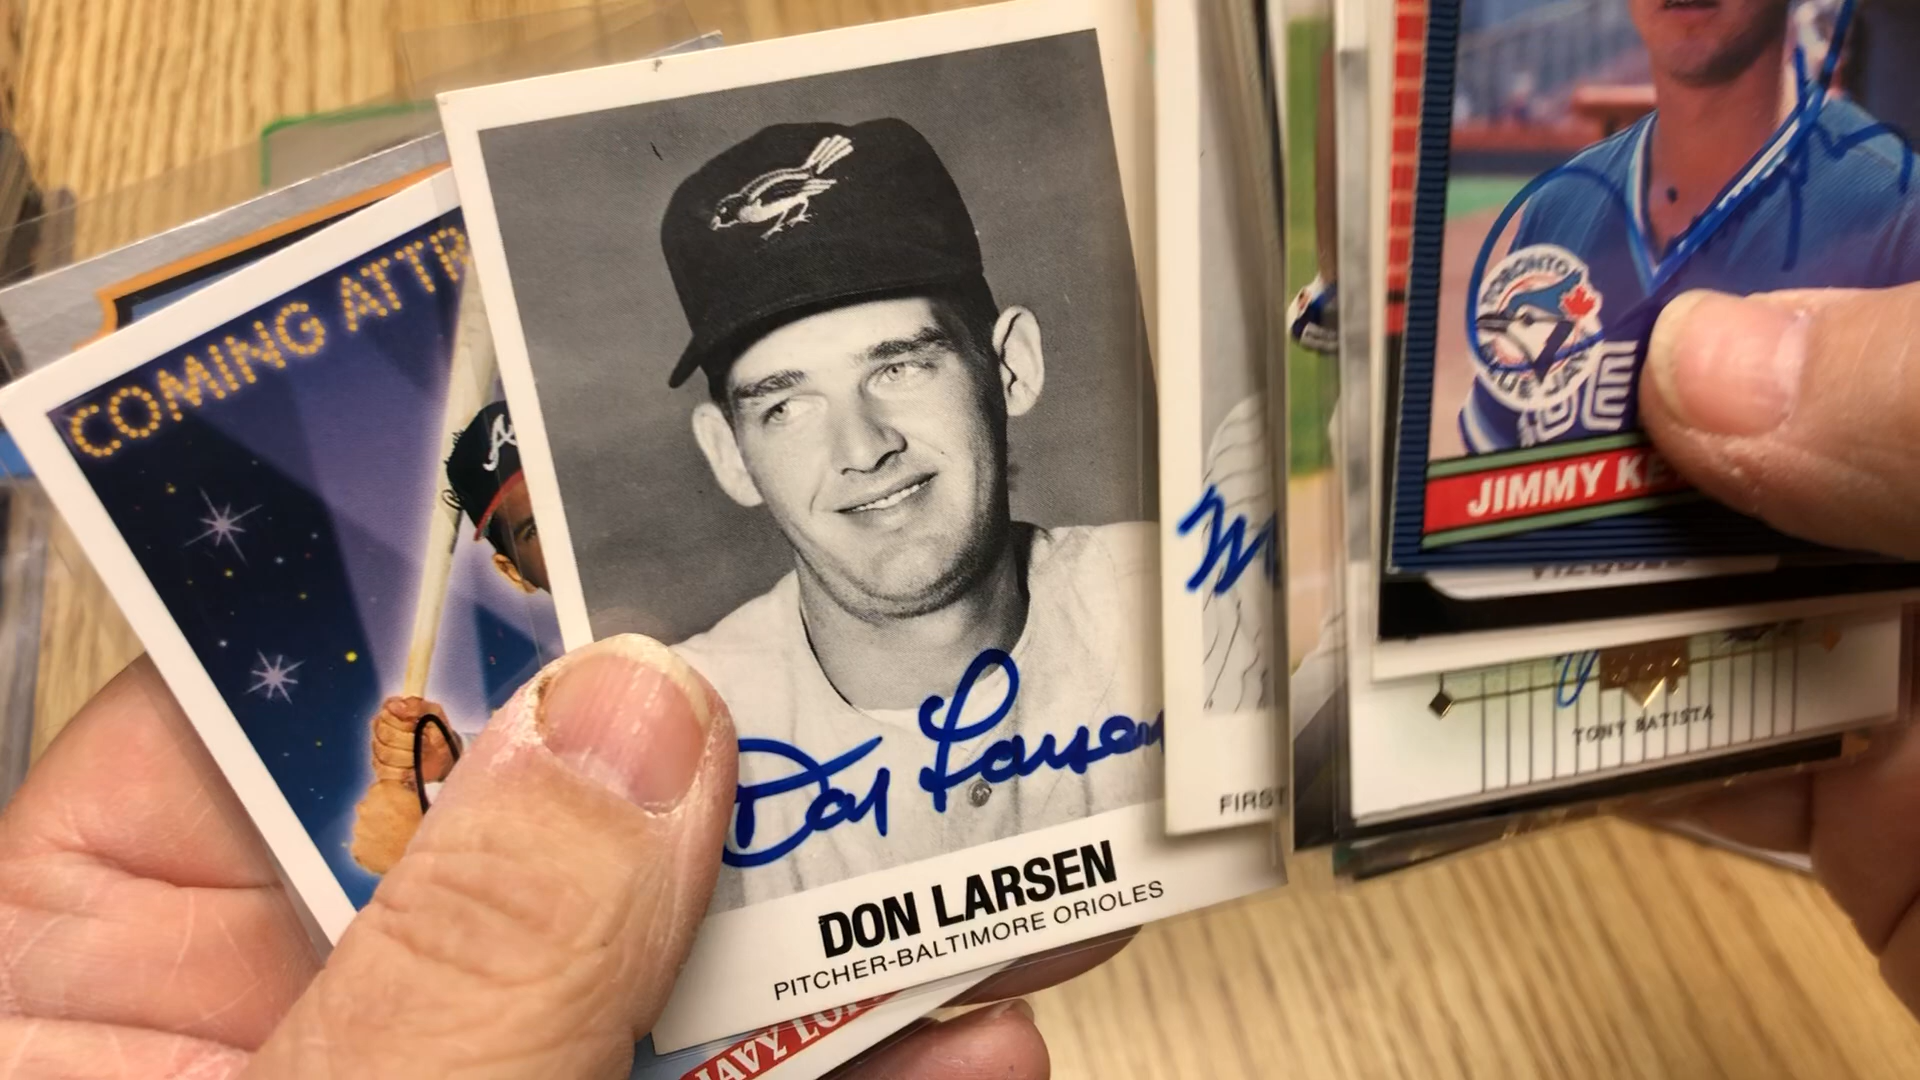 COMING ATTR
A
Don Larsen
DON LARSEN
PITCHER-BALTIMORE ORIOLES
FIRST
TORONTO
BLUE JAYS
JIMMY KE
TONY BATISTA